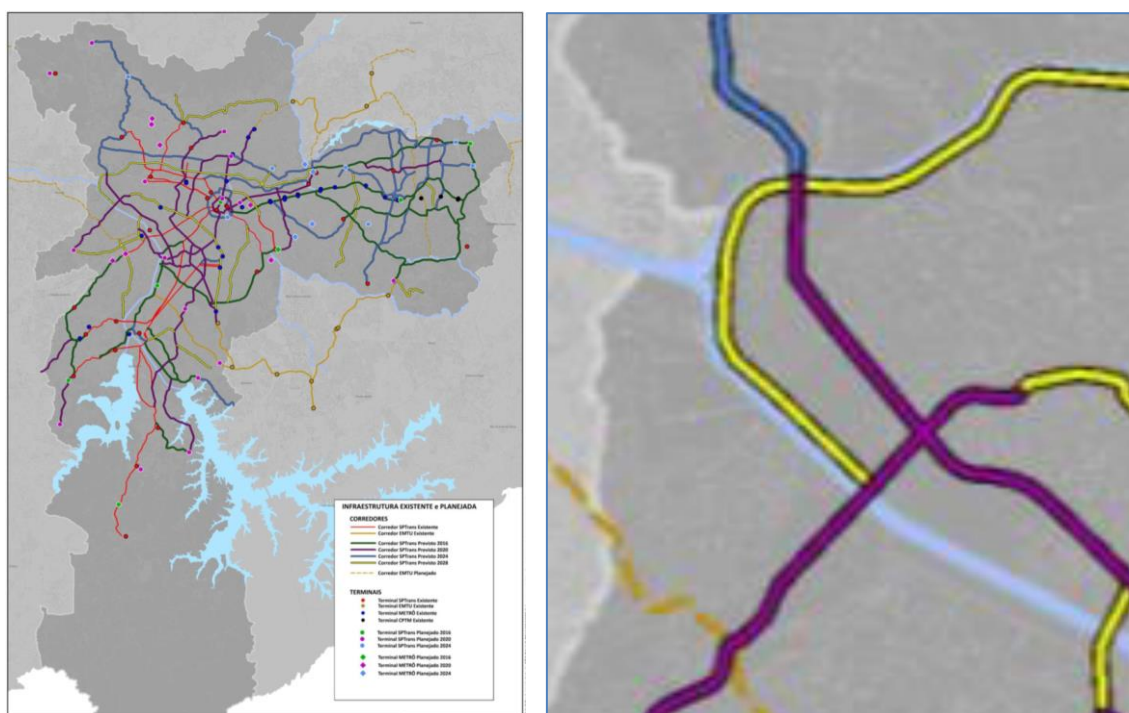 INFRAESTRUTURA EXISTENTE e PLANEJADA
CORREDORES
Corredor SPTrans Existente
Corredor EMTU Existente
Corredor SPTrans Previsto 2016
Corredor SPTrans Previsto 2020
Corredor SPTrans Previsto 2024
Corredor SPTrans Previsto 2028
Corredor EMTU Planejado
TERMINAIS
Terminal SPTrans Existente
Terminal EMTU Existente
Terminal METRÔ Existente
Terminal CPTM Existente
Terminal SPTrans Planejado 2016
Terminal SPTrans Planejado 2020
Terminal SPTrans Planejado 2024
Terminal METRÔ Planejado 2016
Terminal METRÔ Planejado 2020
Terminal METRÔ Planejado 2024